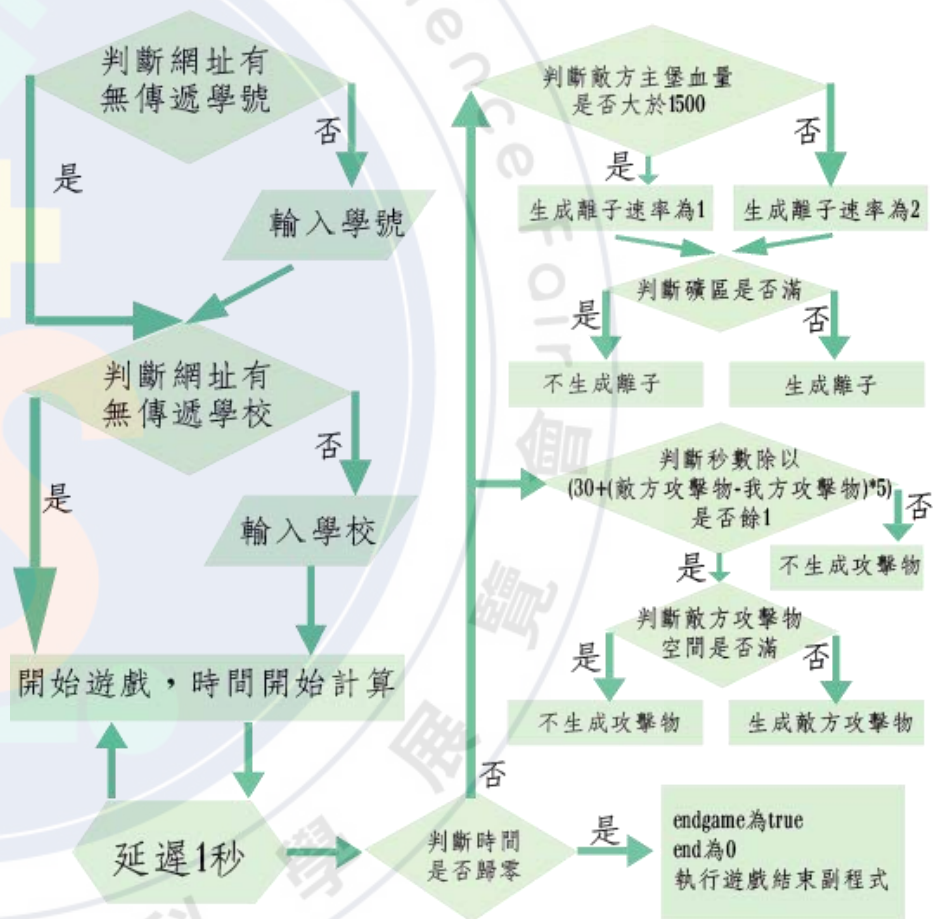 判斷網址有
無傳遞學號
是
否
輸入學號
判斷網址有
無傳遞學校
是
否
輸入學校
開始遊戲，時間開始計算
延遲1秒
判斷時間
是否歸零
否
是
endgame為true
end為0
執行遊戲結束副程式
判斷敵方主堡血量
是否大於1500
是
否
生成離子速率為1
生成離子速率為2
判斷礦區是否滿
是
否
不生成離子
生成離子
判斷秒數除以
(30+(敵方攻擊物-我方攻擊物)*5)
是否餘1
否
是
不生成攻擊物
判斷敵方攻擊物
空間是否滿
是
否
不生成攻擊物
生成敵方攻擊物
ence Fair
學
展
覽
會